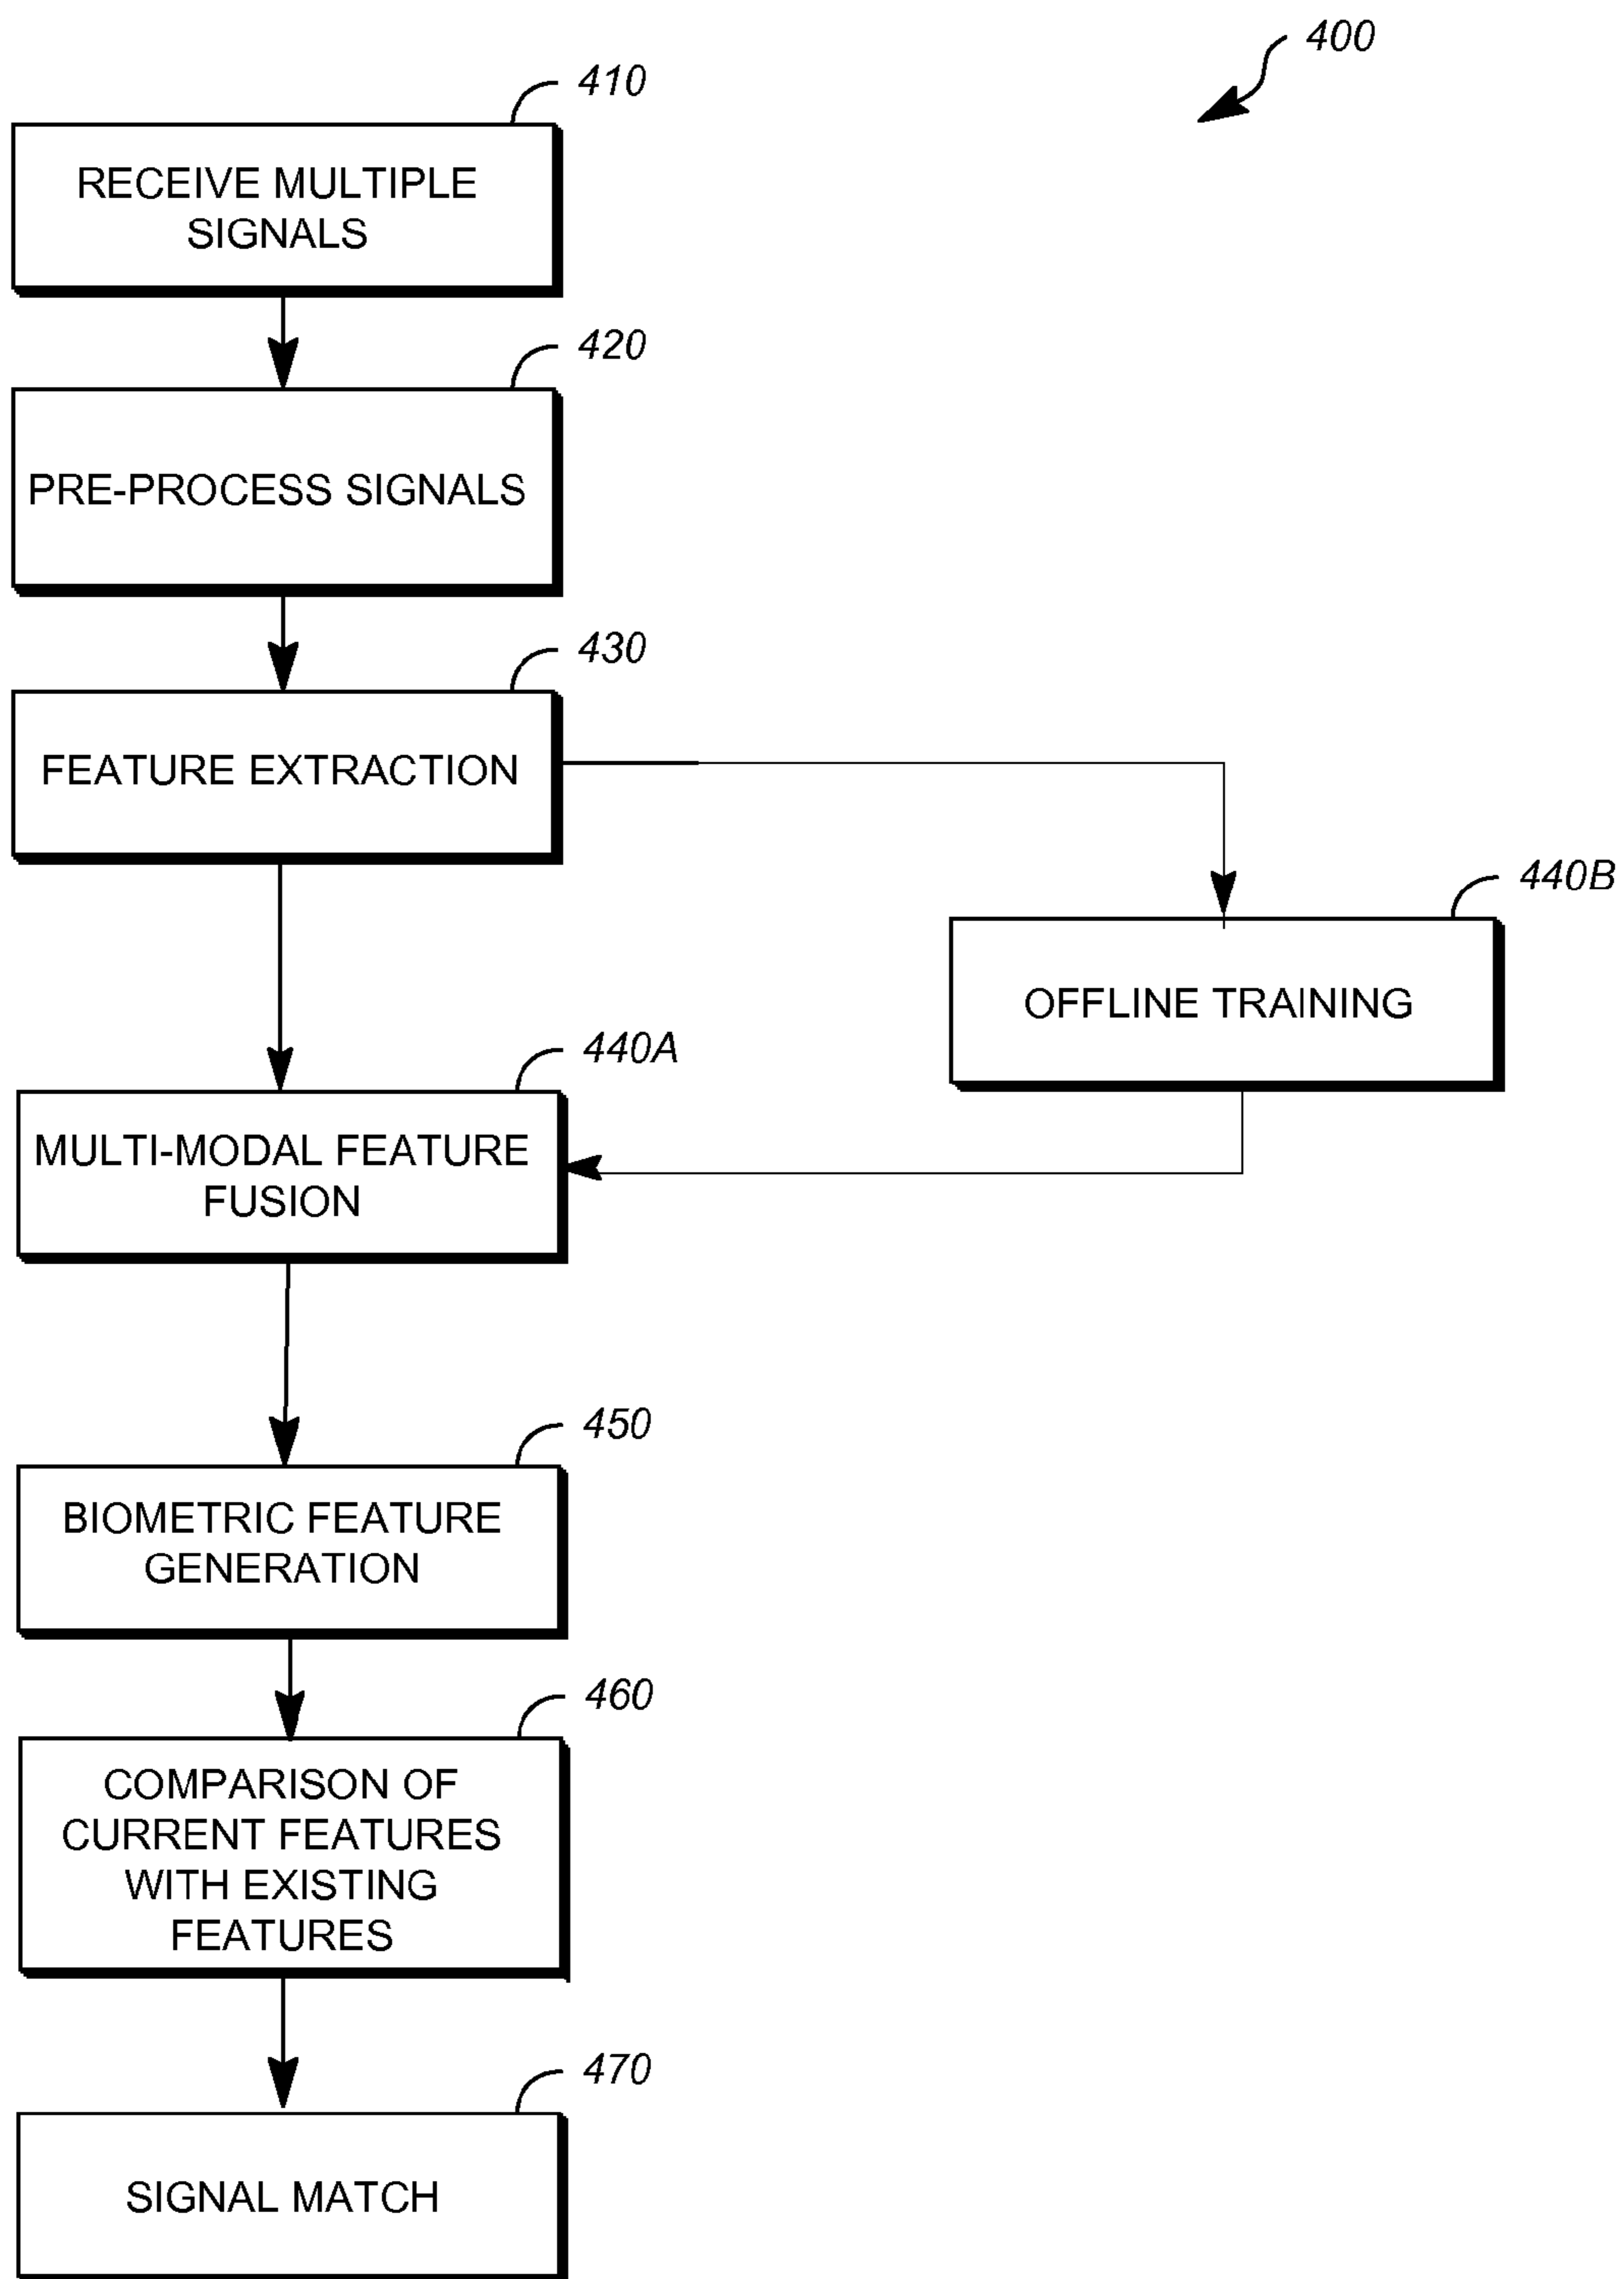 400
410
RECEIVE MULTIPLE
SIGNALS
420
PRE-PROCESS SIGNALS
430
FEATURE EXTRACTION
440B
OFFLINE TRAINING
440A
MULTI-MODAL FEATURE
FUSION
450
BIOMETRIC FEATURE
GENERATION
460
COMPARISON OF
CURRENT FEATURES
WITH EXISTING
FEATURES
470
SIGNAL MATCH